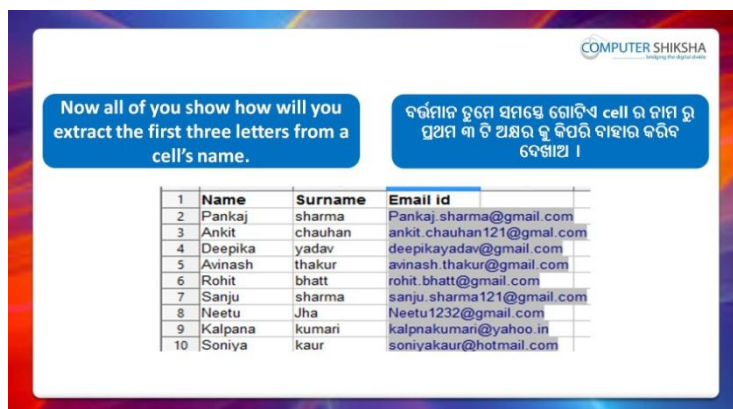 COMPUTER SHIKSHA
bridging the digital divide
Now all of you show how will you
extract the first three letters from a
cell's name.
ବର୍ତ୍ତମାନ ତୁମେ ସମସ୍ତେ ଗୋଟିଏ cell ର ନାମ ରୁ
ପ୍ରଥମ ୩ ଟି ଅକ୍ଷର କୁ କିପରି ବାହାର କରିବ
ଦେଖାଅ ।
1 Name Surname Email id
2 Pankaj sharma Pankaj.sharma@gmail.com
3 Ankit chauhan ankit.chauhan121@gmal.com
4 Deepika yadav deepikayadav@gmail.com
5 Avinash thakur avinash.thakur@gmail.com
6 Rohit bhatt rohit.bhatt@gmail.com
7 Sanju sharma sanju.sharma121@gmail.com
8 Neetu Jha Neetu1232@gmail.com
9 Kalpana kumari kalpnakumari@yahoo.in
10 Soniya kaur soniyakaur@hotmail.com